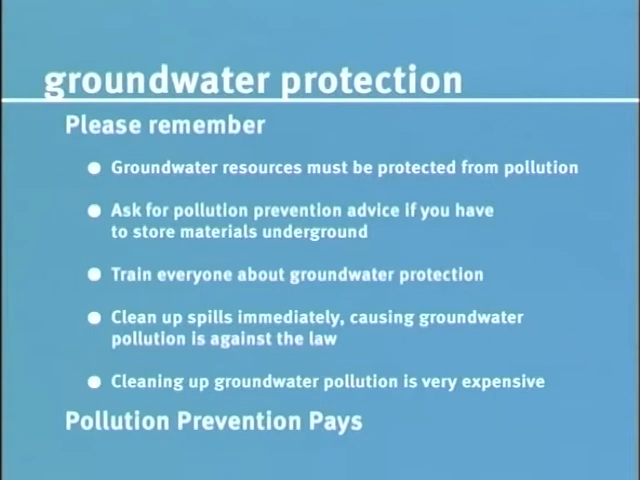 groundwater protection
Please remember
● Groundwater resources must be protected from pollution
● Ask for pollution prevention advice if you have
to store materials underground
● Train everyone about groundwater protection
● Clean up spills immediately, causing groundwater
pollution is against the law
● Cleaning up groundwater pollution is very expensive
Pollution Prevention Pays